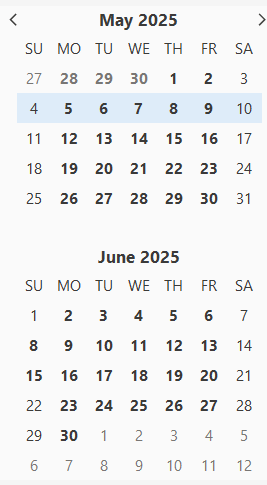 May 2025
SU MO TU WE TH FR SA
27 28 29 30 1 2 3
4 5 6 7 8 9 10
11 12 13 14 15 16 17
18 19 20 21 22 23 24
25 26 27 28 29 30 31
June 2025
SU MO TU WE TH FR SA
1 2 3 4 5 6 7
8 9 10 11 12 13 14
15 16 17 18 19 20 21
22 23 24 25 26 27 28
29 30 1 2 3 4 5
6 7 8 9 10 11 12